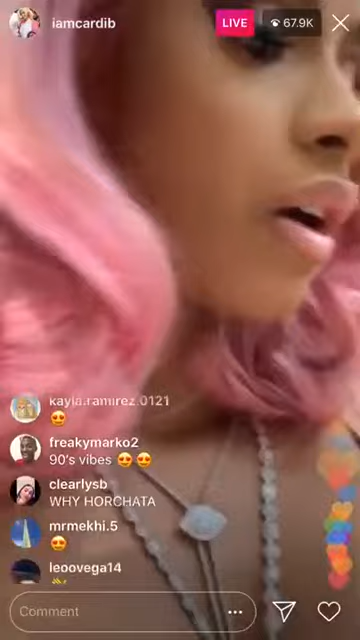 iamcardib
LIVE
67.9K
kayla.ramirez.0121
freakymarko2
90's vibes 😍😍
clearlysb
WHY HORCHATA
mrmekhi.5
leoovega14
Comment